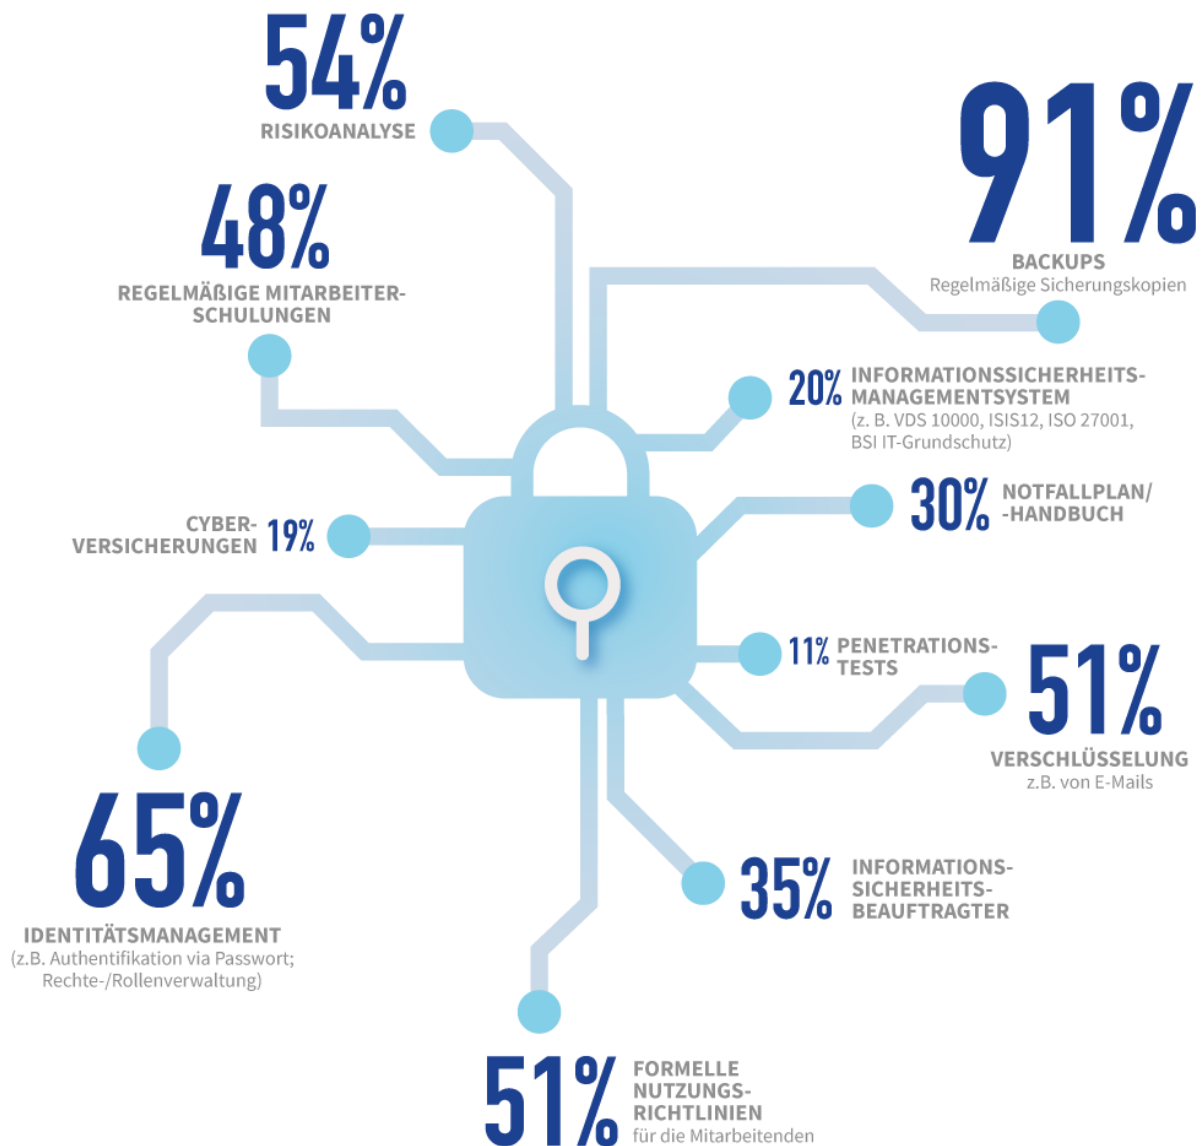 54%
RISIKOANALYSE
91%
BACKUPS
Regelmäßige Sicherungskopien
48%
REGELMÄßIGE MITARBEITER-
SCHULUNGEN
20%
INFORMATIONSSICHERHEITS-
MANAGEMENTSYSTEM
(z. B. VDS 10000, ISIS12, ISO 27001,
BSI IT-Grundschutz)
30%
NOTFALLPLAN/
-HANDBUCH
CYBER-
VERSICHERUNGEN
19%
11%
PENETRATIONS-
TESTS
51%
VERSCHLÜSSELUNG
z.B. von E-Mails
65%
IDENTITÄTSMANAGEMENT
(z.B. Authentifikation via Passwort;
Rechte-/Rollenverwaltung)
35%
INFORMATIONS-
SICHERHEITS-
BEAUFTRAGTER
51%
FORMELLE
NUTZUNGS-
RICHTLINIEN
für die Mitarbeitenden